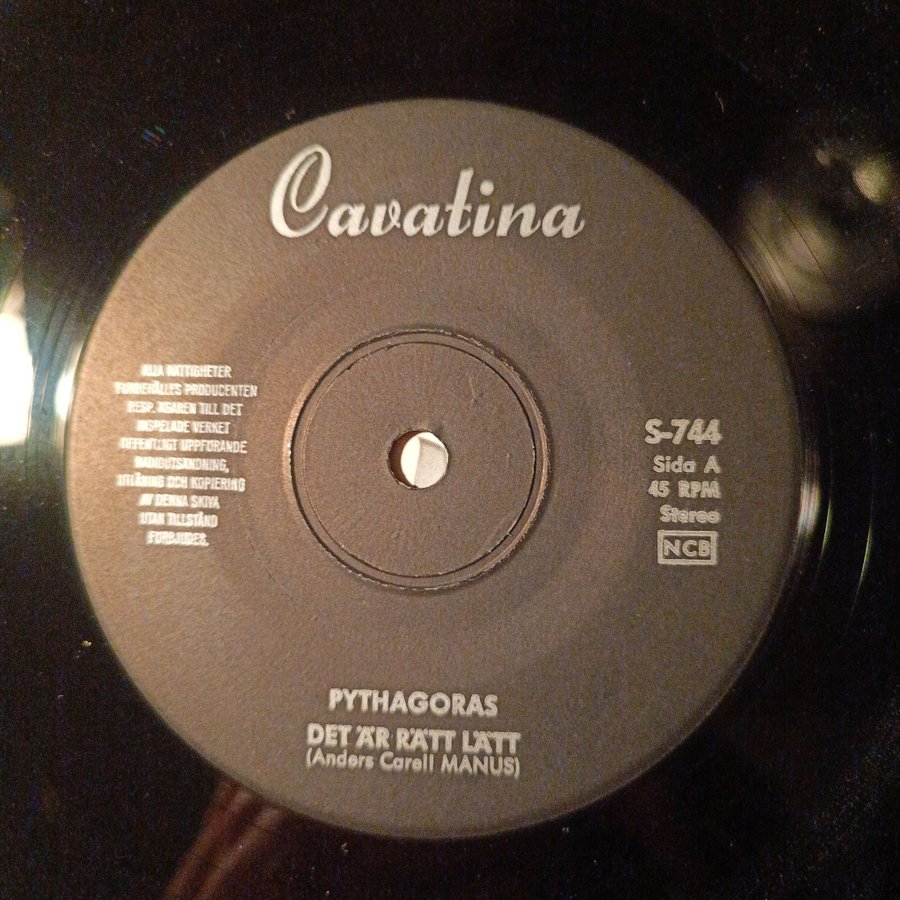 Cavatina
ALLA RÄTTIGHETER
FÖRBEHÅLLES PRODUCENTEN
RESP. ÄGAREN TILL DET
INSPELADE VERKET
OFFENTLIGT UPPFÖRANDE
RADIOUTSÄNDNING,
UTLÅNING OCH KOPIERING
AV DENNA SKIVA
UTAN TILLSTÅND
FÖRBJUDES.
S-744
Sida A
45 RPM
Stereo
NCB
PYTHAGORAS
DET ÄR RÄTT LÄTT
(Anders Carell MANUS)